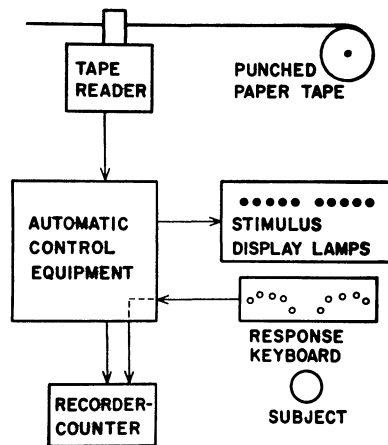 TAPE
READER
PUNCHED
PAPER TAPE
AUTOMATIC
CONTROL
EQUIPMENT
STIMULUS
DISPLAY LAMPS
RESPONSE
KEYBOARD
RECORDER-
COUNTER
SUBJECT